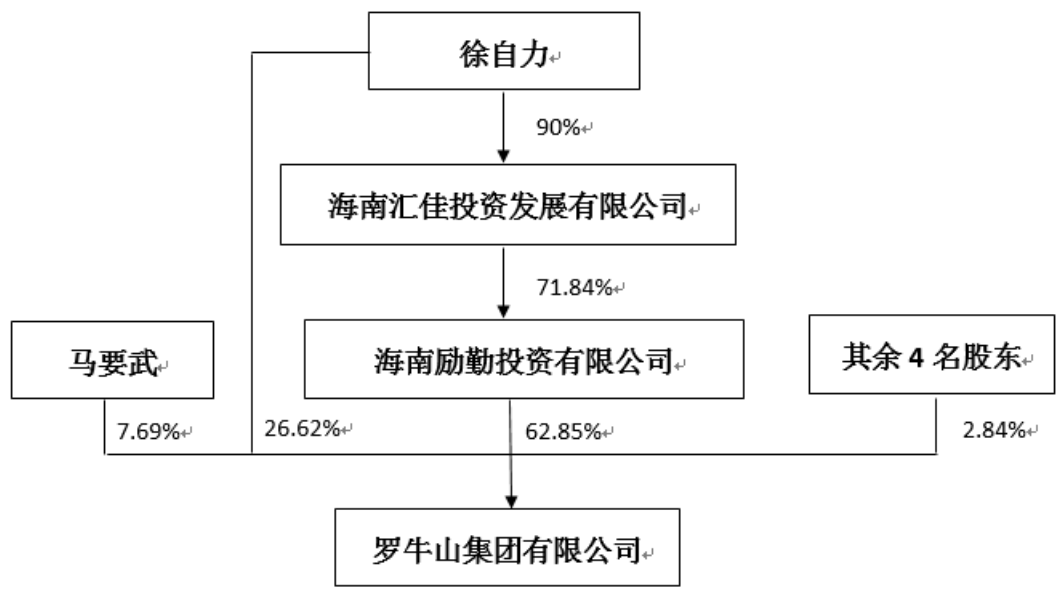 徐自力
90%
海南汇佳投资发展有限公司
71.84%
马要武
海南励勤投资有限公司
其余 4 名股东
7.69%
26.62%
62.85%
2.84%
罗牛山集团有限公司